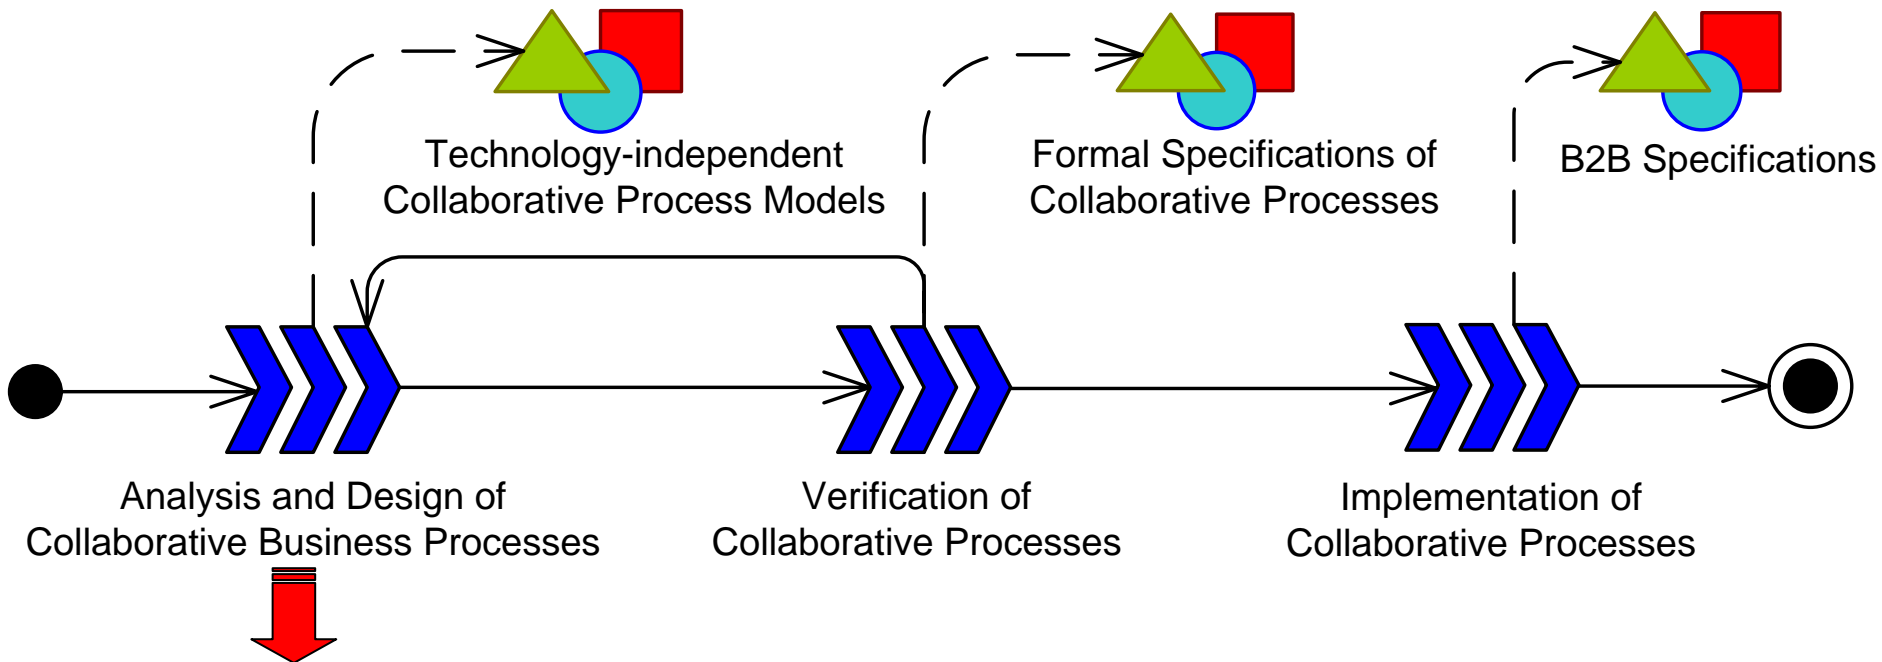 Technology-independent
Collaborative Process Models
Formal Specifications of
Collaborative Processes
B2B Specifications
Analysis and Design of
Collaborative Business Processes
Verification of
Collaborative Processes
Implementation of
Collaborative Processes